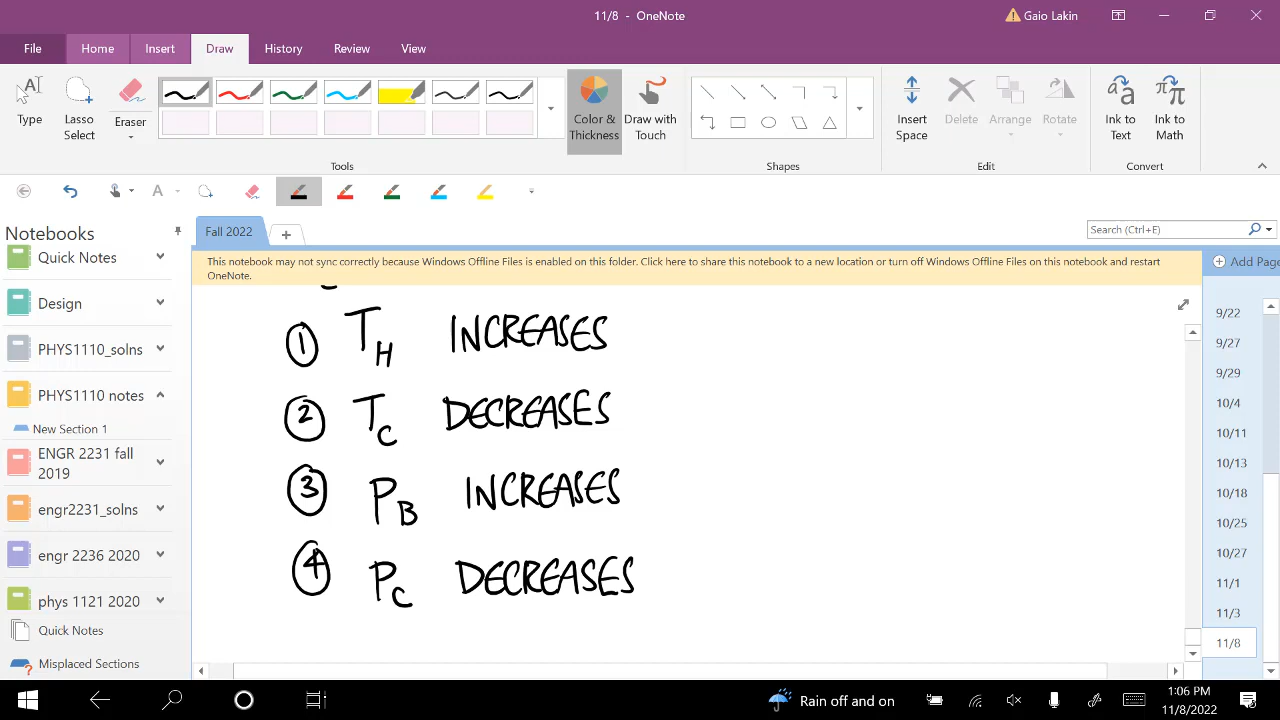 11/8 - OneNote
Gaio Lakin
File Home Insert Draw History Review View
Type
Lasso Select
Eraser
Color & Thickness
Draw with Touch
Insert Space
Delete
Arrange
Rotate
Ink to Text
Ink to Math
Tools
Shapes
Edit
Convert
Notebooks
Fall 2022
Search (Ctrl+E)
This notebook may not sync correctly because Windows Offline Files is enabled on this folder. Click here to share this notebook to a new location or turn off Windows Offline Files on this notebook and restart
OneNote.
Add Page
Quick Notes
Design
PHYS1110_solns
PHYS1110 notes
New Section 1
ENGR 2231 fall
2019
engr2231_solns
engr 2236 2020
phys 1121 2020
Quick Notes
Misplaced Sections
① T_H INCREASES
② T_C DECREASES
③ P_B INCREASES
④ P_C DECREASES
9/22
9/27
9/29
10/4
10/11
10/13
10/18
10/25
10/27
11/1
11/3
11/8
Rain off and on
1:06 PM
11/8/2022